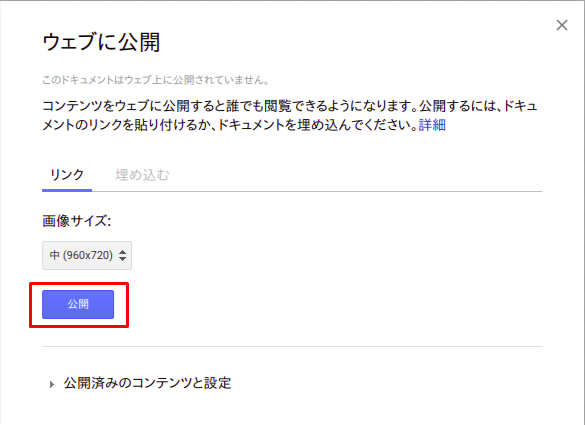 ウェブに公開
このドキュメントはウェブ上に公開されていません。
コンテンツをウェブに公開すると誰でも閲覧できるようになります。公開するには、ドキュ
メントのリンクを貼り付けるか、ドキュメントを埋め込んでください。詳細
リンク 埋め込む
画像サイズ:
中 (960x720)
公開
公開済みのコンテンツと設定